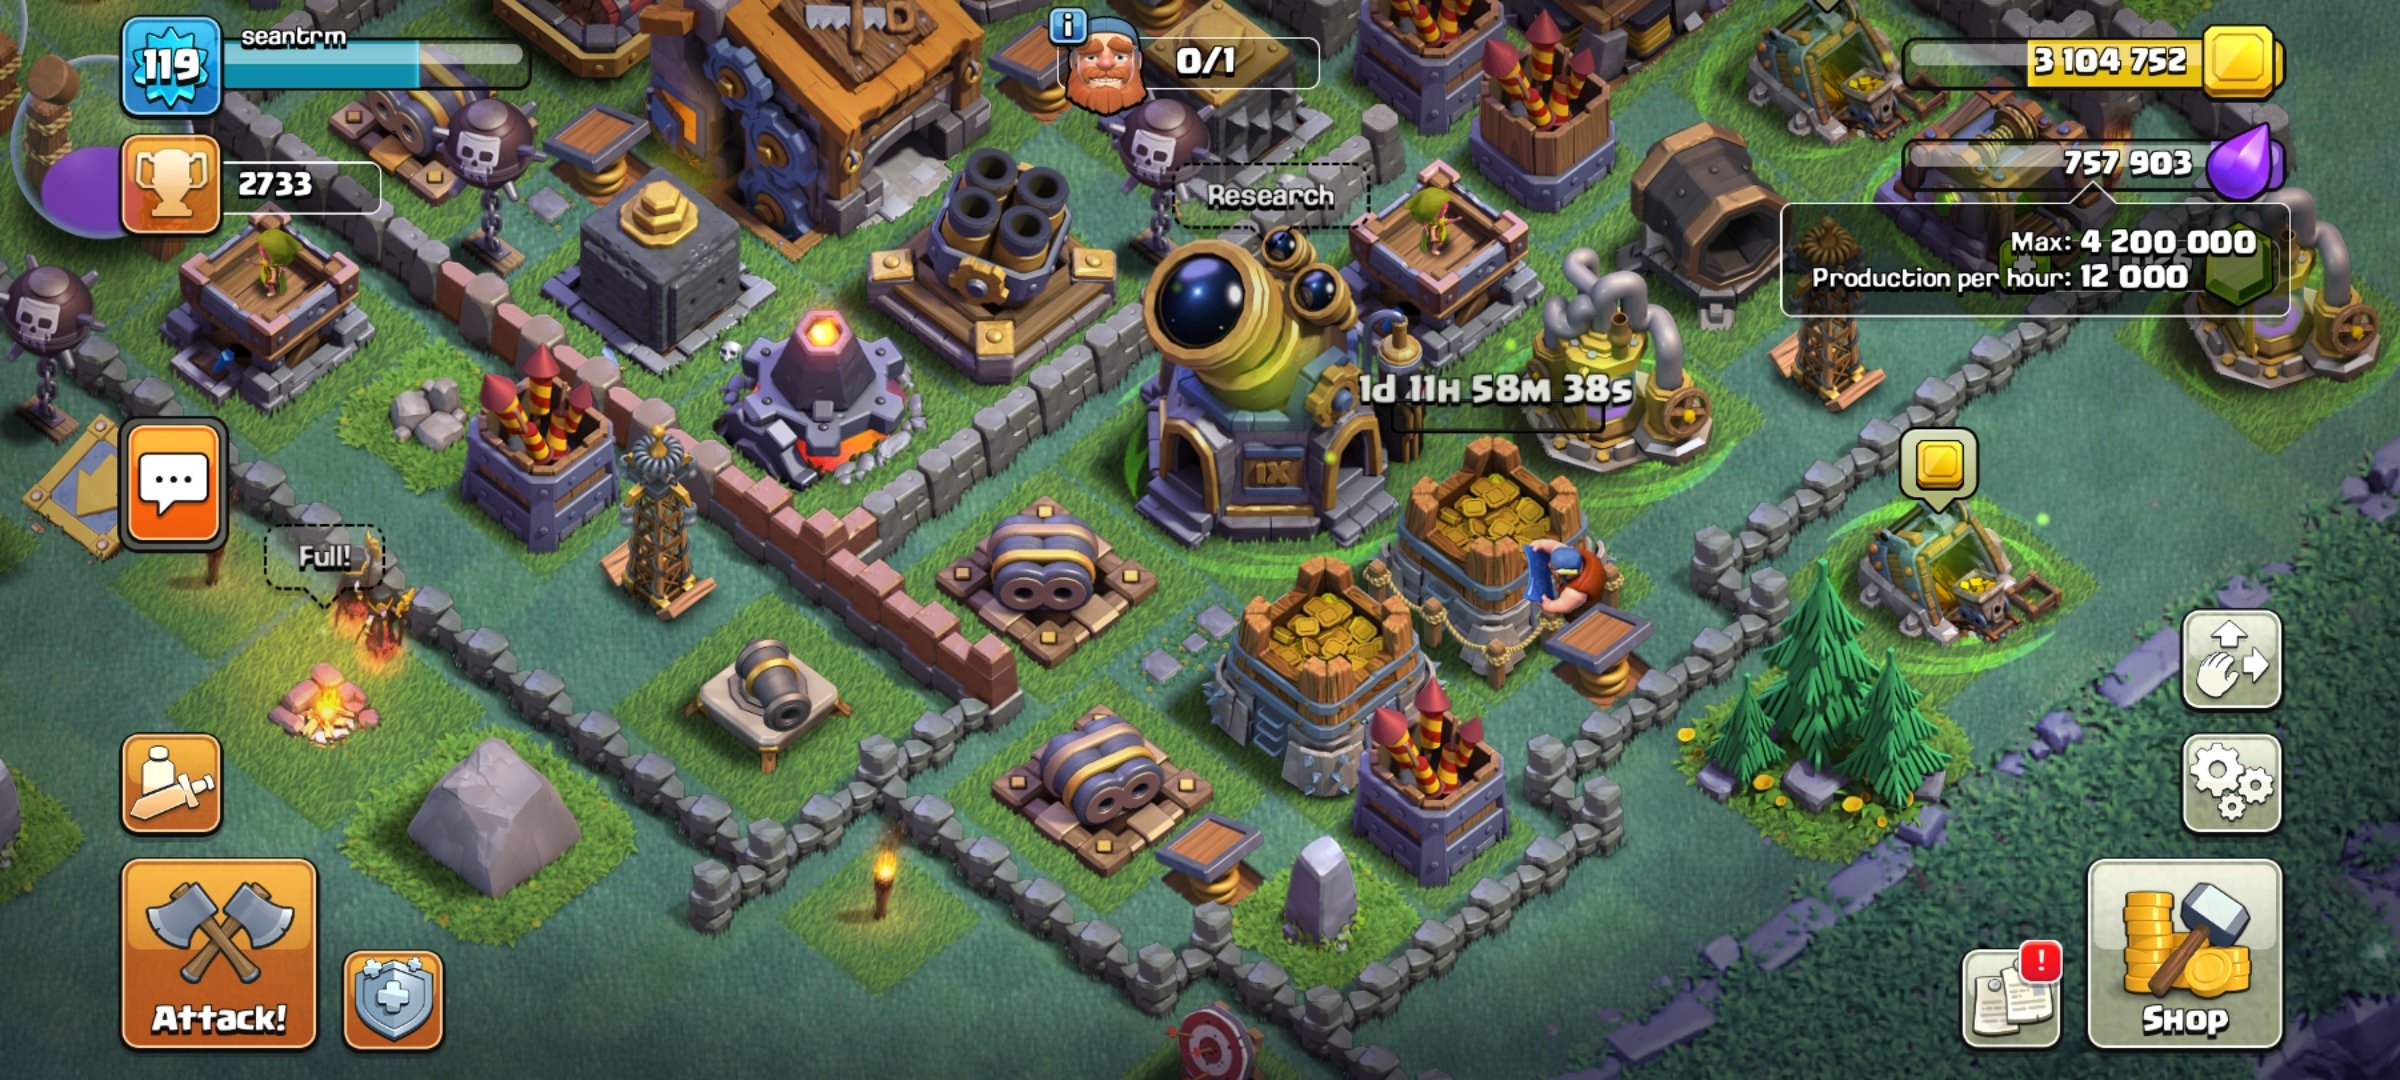 119
seantrm
0/1
3 104 752
2733
Research
757 903
Max: 4 200 000
Production per hour: 12 000
1d 11H 58M 38s
IX
Full!
!
Attack!
Shop